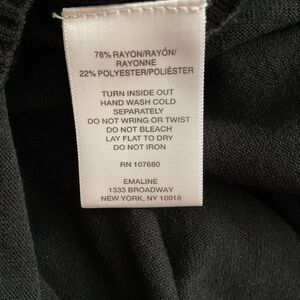 78% RAYON/RAYÓN/
RAYONNE
22% POLYESTER/POLIÉSTER
TURN INSIDE OUT
HAND WASH COLD
SEPARATELY
DO NOT WRING OR TWIST
DO NOT BLEACH
LAY FLAT TO DRY
DO NOT IRON
RN 107680
EMALINE
1333 BROADWAY
NEW YORK, NY 10018